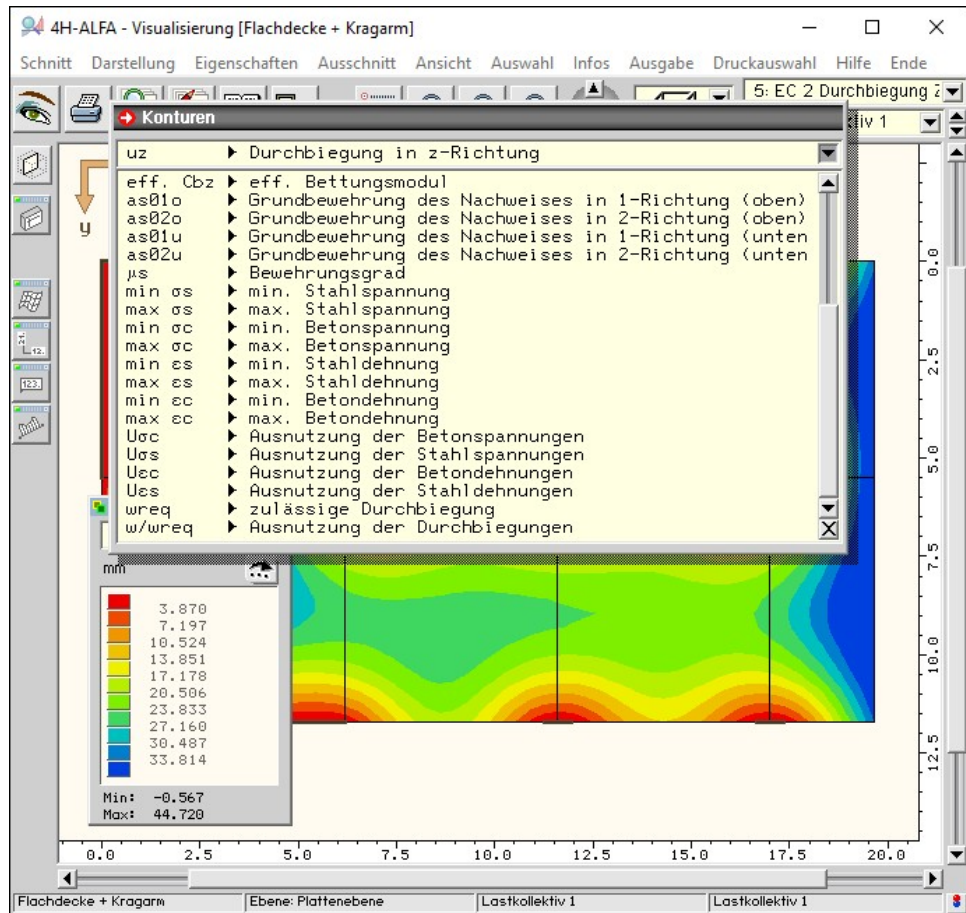 4H-ALFA - Visualisierung [Flachdecke + Kragarm]
Schnitt Darstellung Eigenschaften Ausschnitt Ansicht Auswahl Infos Ausgabe Druckauswahl Hilfe Ende
5: EC 2 Durchbiegung
Konturen
iv 1
uz Durchbiegung in z-Richtung
eff. Cbz eff. Bettungsmodul
as01o Grundbewehrung des Nachweises in 1-Richtung (oben)
as02o Grundbewehrung des Nachweises in 2-Richtung (oben)
as01u Grundbewehrung des Nachweises in 1-Richtung (unten
as02u Grundbewehrung des Nachweises in 2-Richtung (unten
μs Bewehrungsgrad
min σs min. Stahlspannung
max σs max. Stahlspannung
min σc min. Betonspannung
max σc max. Betonspannung
min εs min. Stahldehnung
max εs max. Stahldehnung
min εc min. Betondehnung
max εc max. Betondehnung
Uσc Ausnutzung der Betonspannungen
Uσs Ausnutzung der Stahlspannungen
Uεc Ausnutzung der Betondehnungen
Uεs Ausnutzung der Stahldehnungen
wreq zulässige Durchbiegung
w/wreq Ausnutzung der Durchbiegungen
y
12.
123.
mm
3.870
7.197
10.524
13.851
17.178
20.506
23.833
27.160
30.487
33.814
Min: -0.567
Max: 44.720
0.0
2.5
5.0
7.5
10.0
12.5
0.0 2.5 5.0 7.5 10.0 12.5 15.0 17.5 20.0
Flachdecke + Kragarm Ebene: Plattenebene Lastkollektiv 1 Lastkollektiv 1